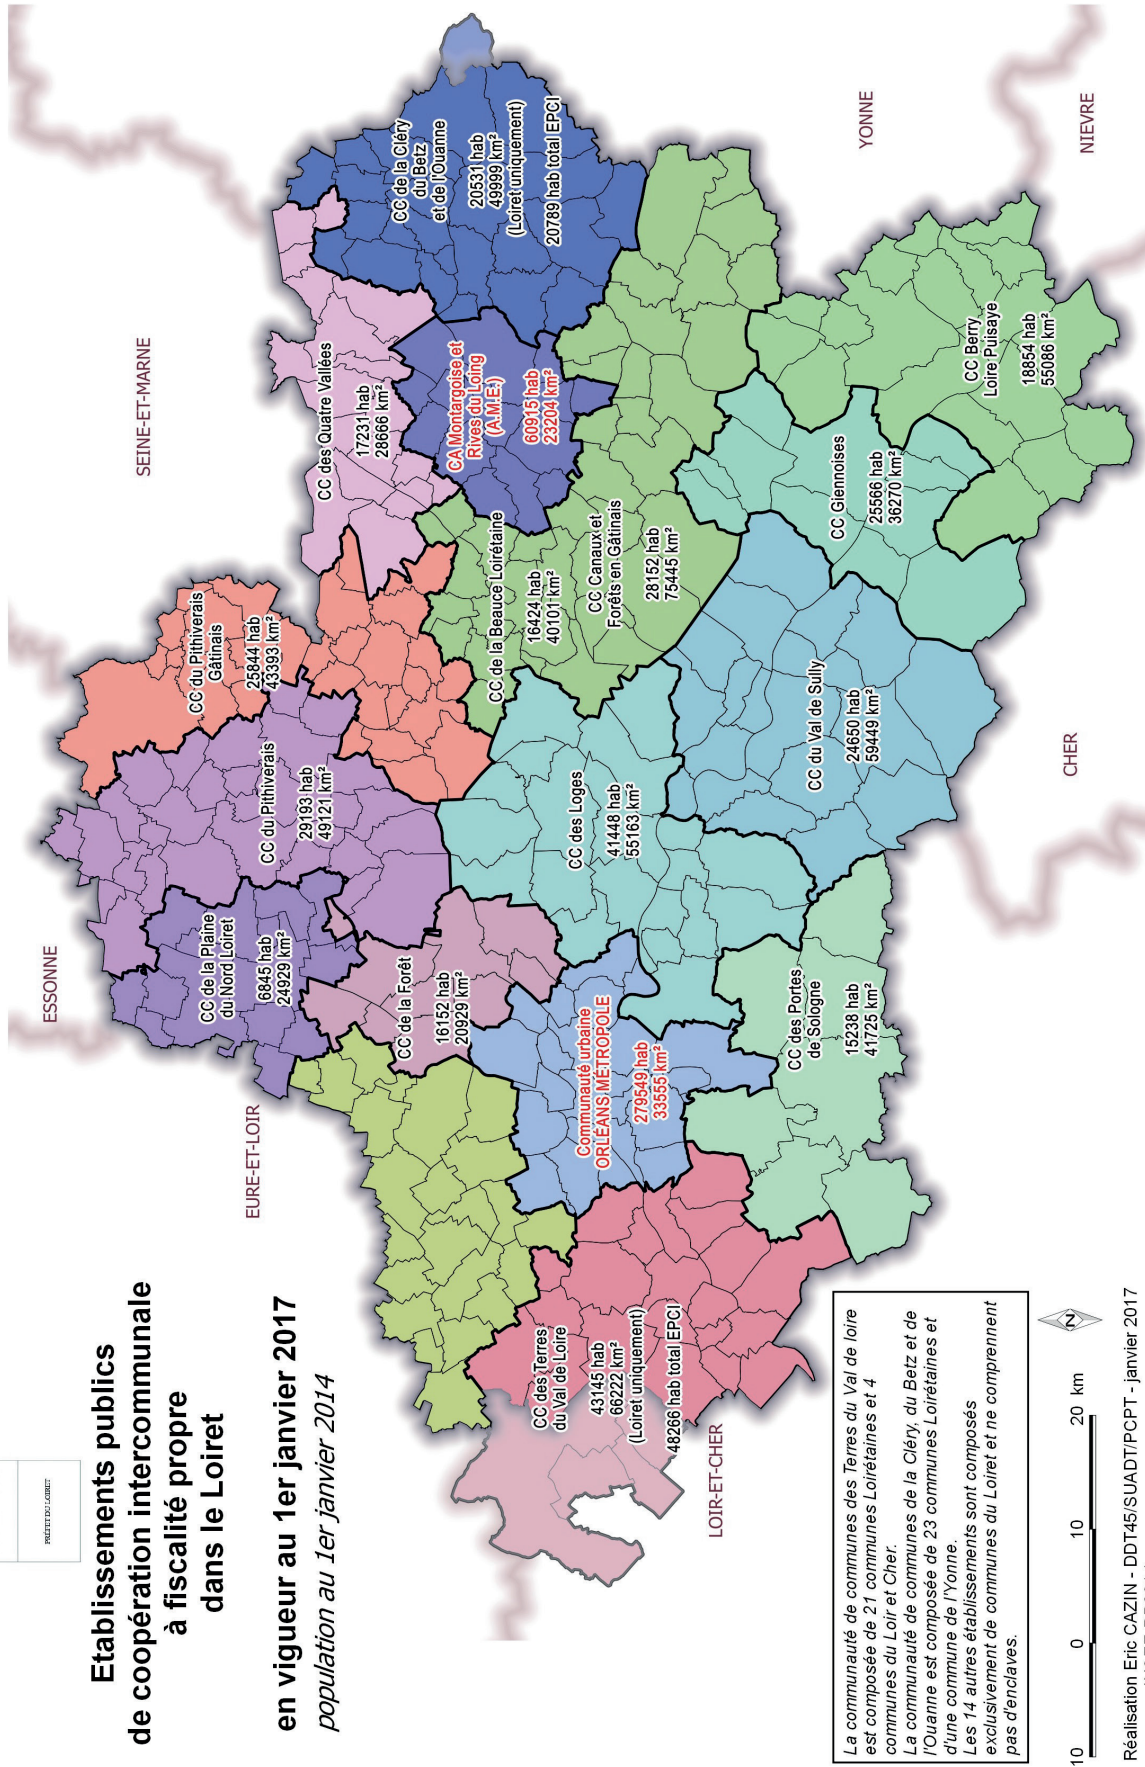 PRÉFET DU LOIRET
Etablissements publics
de coopération intercommunale
à fiscalité propre
dans le Loiret
en vigueur au 1er janvier 2017
population au 1er janvier 2014
ESSONNE
SEINE-ET-MARNE
EURE-ET-LOIR
YONNE
NIEVRE
CHER
LOIR-ET-CHER
CC de la Plaine
du Nord Loiret
6845 hab
24929 km²
CC du Pithiverais
29193 hab
49121 km²
CC du Pithiverais
Gâtinais
25844 hab
43393 km²
CC des Quatre Vallées
17231 hab
28666 km²
CC de la Cléry
du Betz
et de l'Ouanne
20531 hab
49999 km²
(Loiret uniquement)
20789 hab total EPCI
CA Montargoise et
Rives du Loing
(A.M.E.)
60915 hab
23204 km²
CC de la Forêt
16152 hab
20929 km²
CC de la Beauce Loirétaine
16424 hab
40101 km²
CC Canaux et
Forêts en Gâtinais
28152 hab
75445 km²
CC des Loges
41448 hab
55163 km²
Communauté urbaine
ORLÉANS MÉTROPOLE
279549 hab
33555 km²
CC des Terres
du Val de Loire
43145 hab
66222 km²
(Loiret uniquement)
48266 hab total EPCI
CC des Portes
de Sologne
15238 hab
41725 km²
CC du Val de Sully
24650 hab
59449 km²
CC Giennoises
25566 hab
36270 km²
CC Berry
Loire Puisaye
18854 hab
55086 km²
La communauté de communes des Terres du Val de loire
est composée de 21 communes Loirétaines et 4
communes du Loir et Cher.
La communauté de communes de la Cléry, du Betz et de
l'Ouanne est composée de 23 communes Loirétaines et
d'une commune de l'Yonne.
Les 14 autres établissements sont composés
exclusivement de communes du Loiret et ne comprennent
pas d'enclaves.
N
10 0 10 20 km
Réalisation Eric CAZIN - DDT45/SUADT/PCPT - janvier 2017